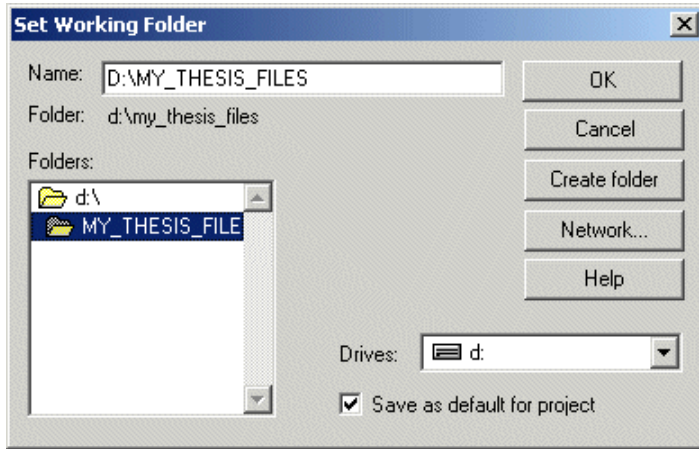 Set Working Folder
Name: D:\MY_THESIS_FILES
OK
Folder: d:\my_thesis_files
Cancel
Folders:
Create folder
d:\
MY_THESIS_FILE
Network...
Help
Drives: d:
Save as default for project